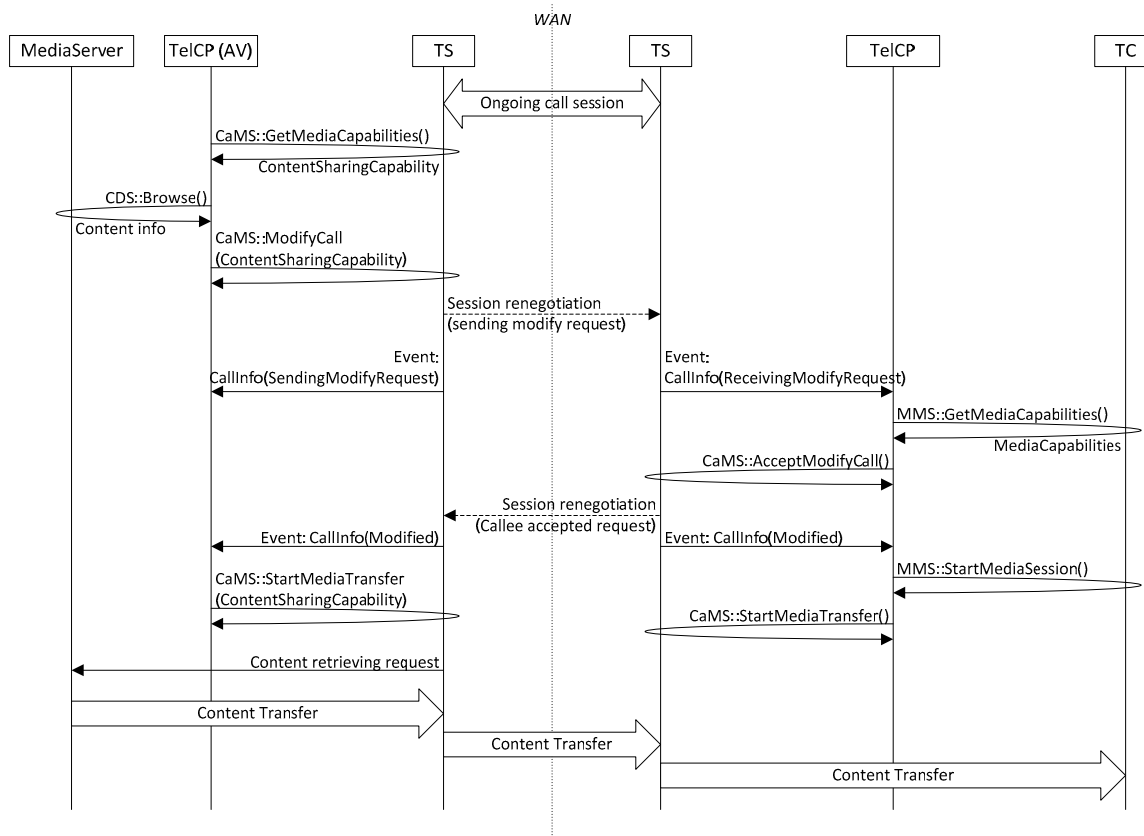 WAN
MediaServer
TelCP (AV)
TS
TS
TelCP
TC
Ongoing call session
CaMS::GetMediaCapabilities()
ContentSharingCapability
CDS::Browse()
Content info
CaMS::ModifyCall
(ContentSharingCapability)
Session renegotiation
(sending modify request)
Event:
CallInfo(SendingModifyRequest)
Event:
CallInfo(ReceivingModifyRequest)
MMS::GetMediaCapabilities()
MediaCapabilities
CaMS::AcceptModifyCall()
Session renegotiation
(Callee accepted request)
Event: CallInfo(Modified)
Event: CallInfo(Modified)
MMS::StartMediaSession()
CaMS::StartMediaTransfer
(ContentSharingCapability)
CaMS::StartMediaTransfer()
Content retrieving request
Content Transfer
Content Transfer
Content Transfer